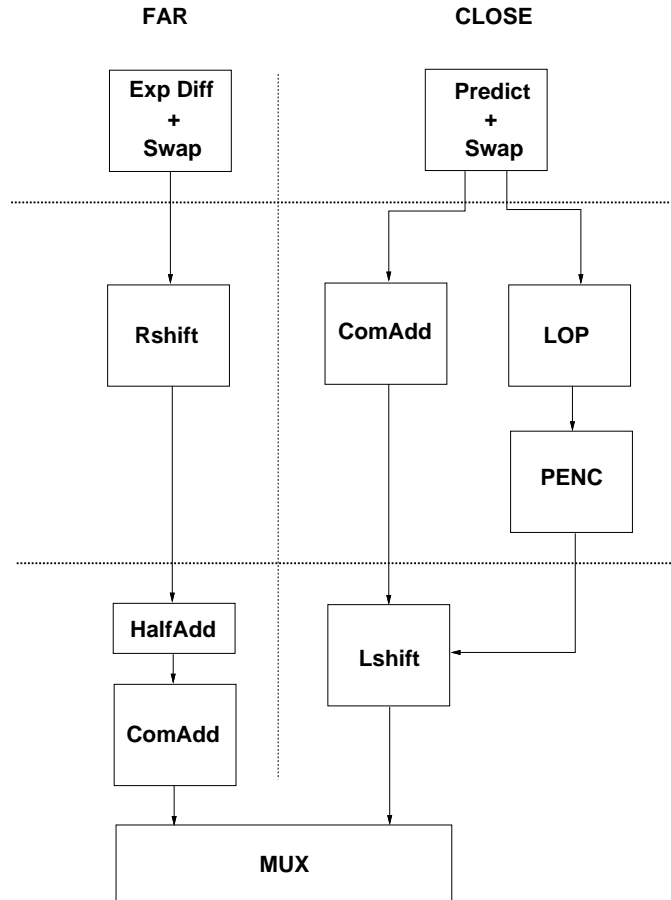 FAR
CLOSE
Exp Diff
+
Swap
Predict
+
Swap
Rshift
ComAdd
LOP
PENC
HalfAdd
Lshift
ComAdd
MUX